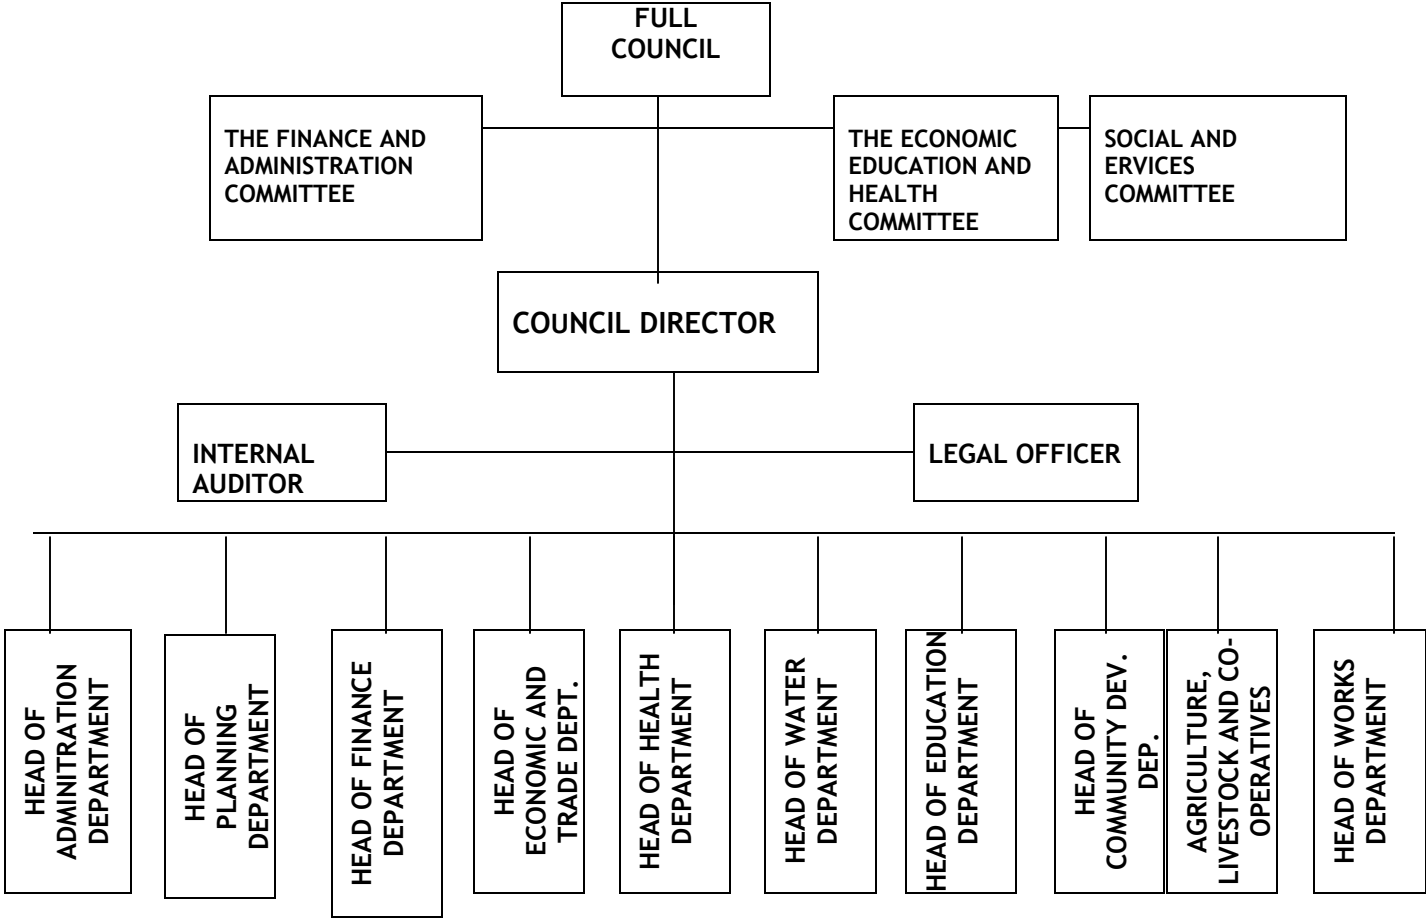 FULL
COUNCIL
THE FINANCE AND
ADMINISTRATION
COMMITTEE
THE ECONOMIC
EDUCATION AND
HEALTH
COMMITTEE
SOCIAL AND
ERVICES
COMMITTEE
COUNCIL DIRECTOR
INTERNAL
AUDITOR
LEGAL OFFICER
HEAD OF
ADMINITRATION
DEPARTMENT
HEAD OF
PLANNING
DEPARTMENT
HEAD OF FINANCE
DEPARTMENT
HEAD OF
ECONOMIC AND
TRADE DEPT.
HEAD OF HEALTH
DEPARTMENT
HEAD OF WATER
DEPARTMENT
HEAD OF EDUCATION
DEPARTMENT
HEAD OF
COMMUNITY DEV.
DEP.
AGRICULTURE,
LIVESTOCK AND CO-
OPERATIVES
HEAD OF WORKS
DEPARTMENT